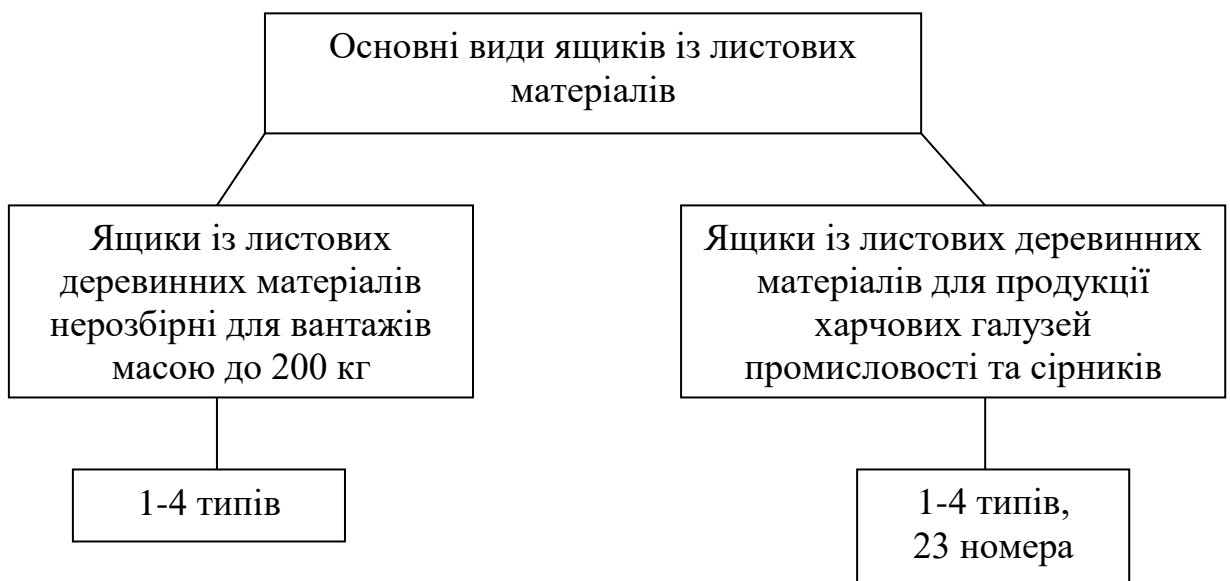 Основні види ящиків із листових
матеріалів
Ящики із листових
деревинних матеріалів
нерозбірні для вантажів
масою до 200 кг
Ящики із листових деревинних
матеріалів для продукції
харчових галузей
промисловості та сірників
1-4 типів
1-4 типів,
23 номера